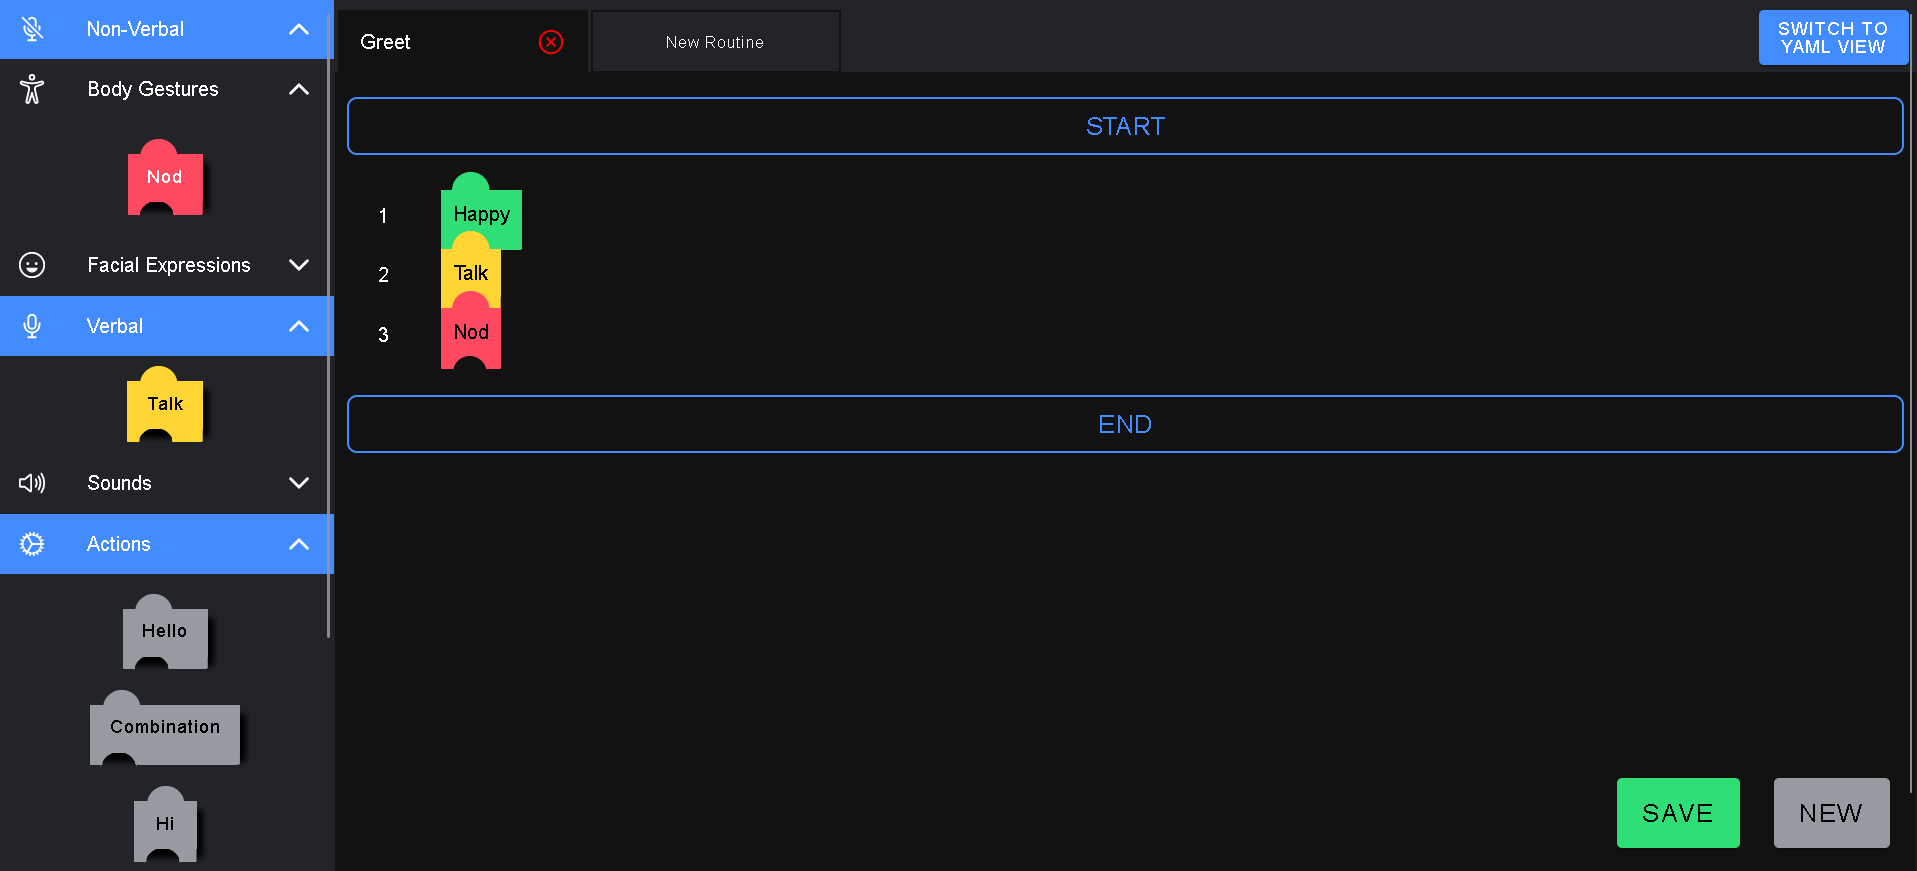 Non-Verbal
Body Gestures
Nod
Facial Expressions
Verbal
Talk
Sounds
Actions
Hello
Combination
Hi
Greet
New Routine
SWITCH TO
YAML VIEW
START
1 Happy
2 Talk
3 Nod
END
SAVE
NEW